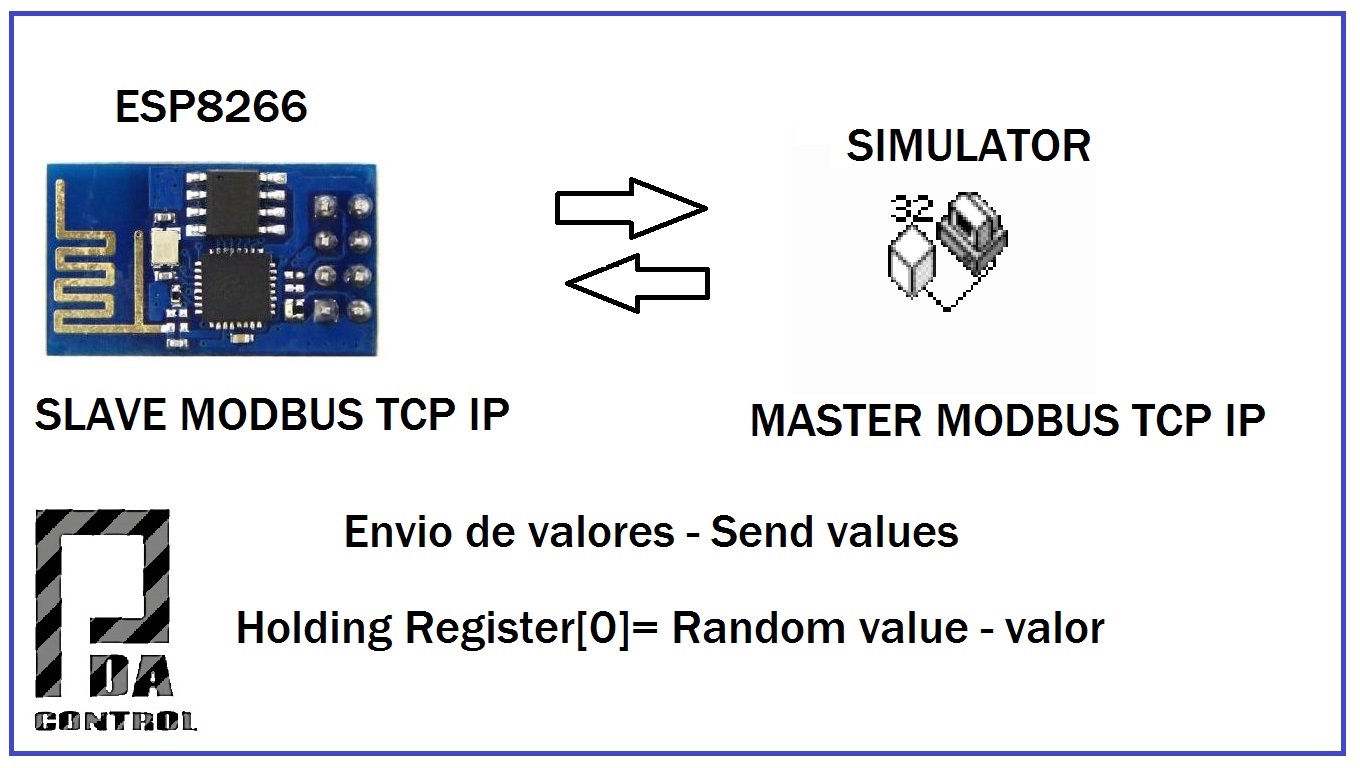 ESP8266
SIMULATOR
32
SLAVE MODBUS TCP IP
MASTER MODBUS TCP IP
Envio de valores - Send values
Holding Register[0]= Random value - valor
PDA
CONTROL